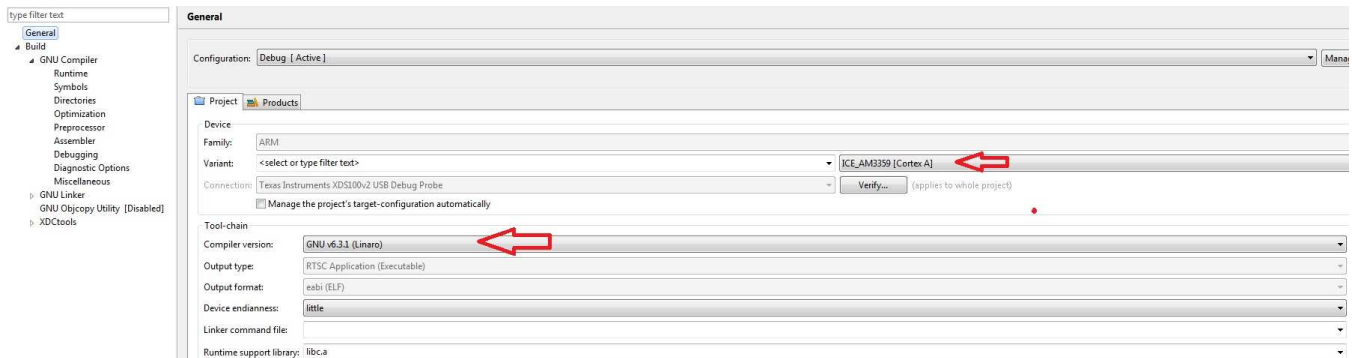 type filter text
General
Build
GNU Compiler
Runtime
Symbols
Directories
Optimization
Preprocessor
Assembler
Debugging
Diagnostic Options
Miscellaneous
GNU Linker
GNU Objcopy Utility [Disabled]
XDCtools
General
Configuration: Debug [ Active ]
Project Products
Device
Family: ARM
Variant: <select or type filter text> ICE_AM3359 [Cortex A]
Connection: Texas Instruments XDS100v2 USB Debug Probe Verify... (applies to whole project)
Manage the project's target-configuration automatically
Tool-chain
Compiler version: GNU v6.3.1 (Linaro)
Output type: RTSC Application (Executable)
Output format: eabi (ELF)
Device endianness: little
Linker command file:
Runtime support library: libc.a